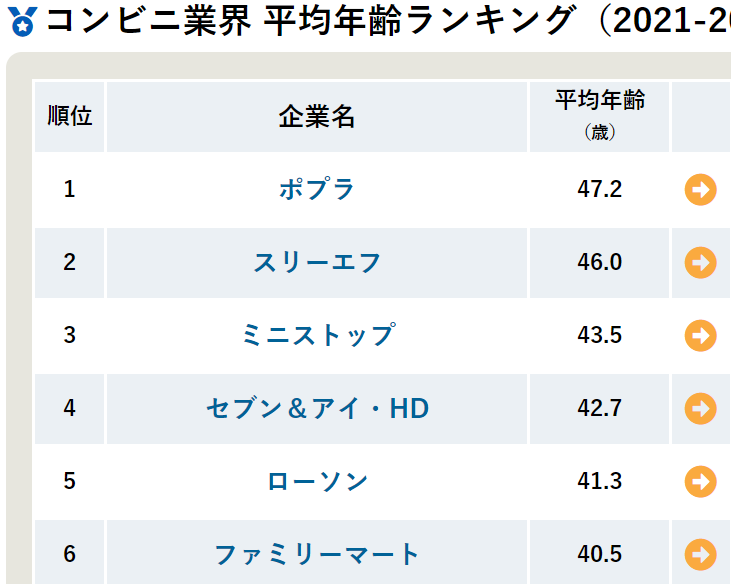 コンビニ業界 平均年齢ランキング（2021-20
順位 企業名 平均年齢
（歳）
1 ポプラ 47.2
2 スリーエフ 46.0
3 ミニストップ 43.5
4 セブン＆アイ・HD 42.7
5 ローソン 41.3
6 ファミリーマート 40.5